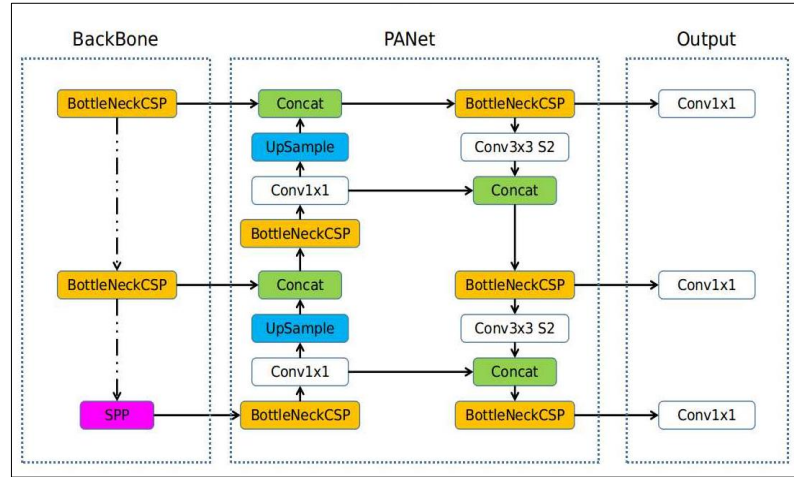 BackBone
PANet
Output
BottleNeckCSP
Concat
BottleNeckCSP
Conv1x1
UpSample
Conv3x3 S2
Conv1x1
Concat
BottleNeckCSP
BottleNeckCSP
Concat
BottleNeckCSP
Conv1x1
UpSample
Conv3x3 S2
Conv1x1
Concat
SPP
BottleNeckCSP
BottleNeckCSP
Conv1x1